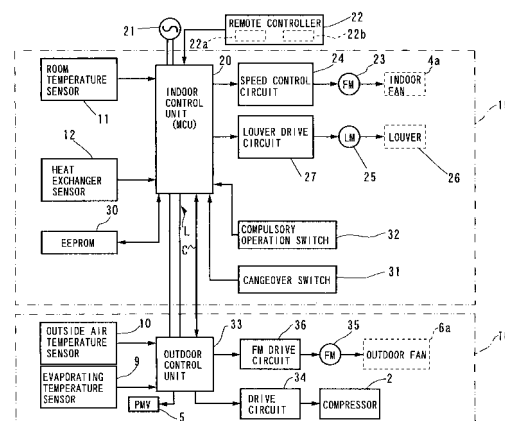 21
REMOTE CONTROLLER
22
22a
22b
20
24
23
4a
ROOM
TEMPERATURE
SENSOR
11
INDOOR
CONTROL
UNIT
(MCU)
SPEED CONTROL
CIRCUIT
FM
INDOOR
FAN
12
HEAT
EXCHANGER
SENSOR
LOUVER DRIVE
CIRCUIT
27
LM
25
LOUVER
26
30
EEPROM
L
C
COMPULSORY
OPERATION SWITCH
32
CANGEOVER SWITCH
31
10
OUTSIDE AIR
TEMPERATURE
SENSOR
9
EVAPORATING
TEMPERATURE
SENSOR
33
OUTDOOR
CONTROL
UNIT
36
FM DRIVE
CIRCUIT
35
FM
6a
OUTDOOR FAN
34
DRIVE
CIRCUIT
2
COMPRESSOR
PMV
5